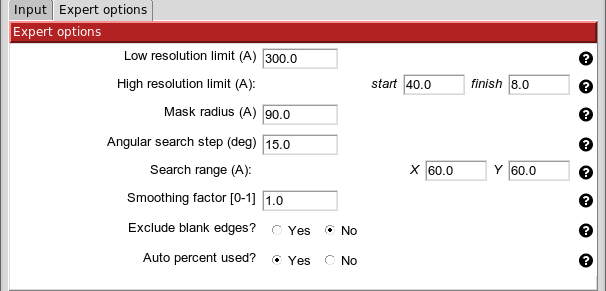 Input Expert options
Expert options
Low resolution limit (A) 300.0 ?
High resolution limit (A): start 40.0 finish 8.0 ?
Mask radius (A) 90.0 ?
Angular search step (deg) 15.0 ?
Search range (A): X 60.0 Y 60.0 ?
Smoothing factor [0-1] 1.0 ?
Exclude blank edges? Yes No ?
Auto percent used? Yes No ?